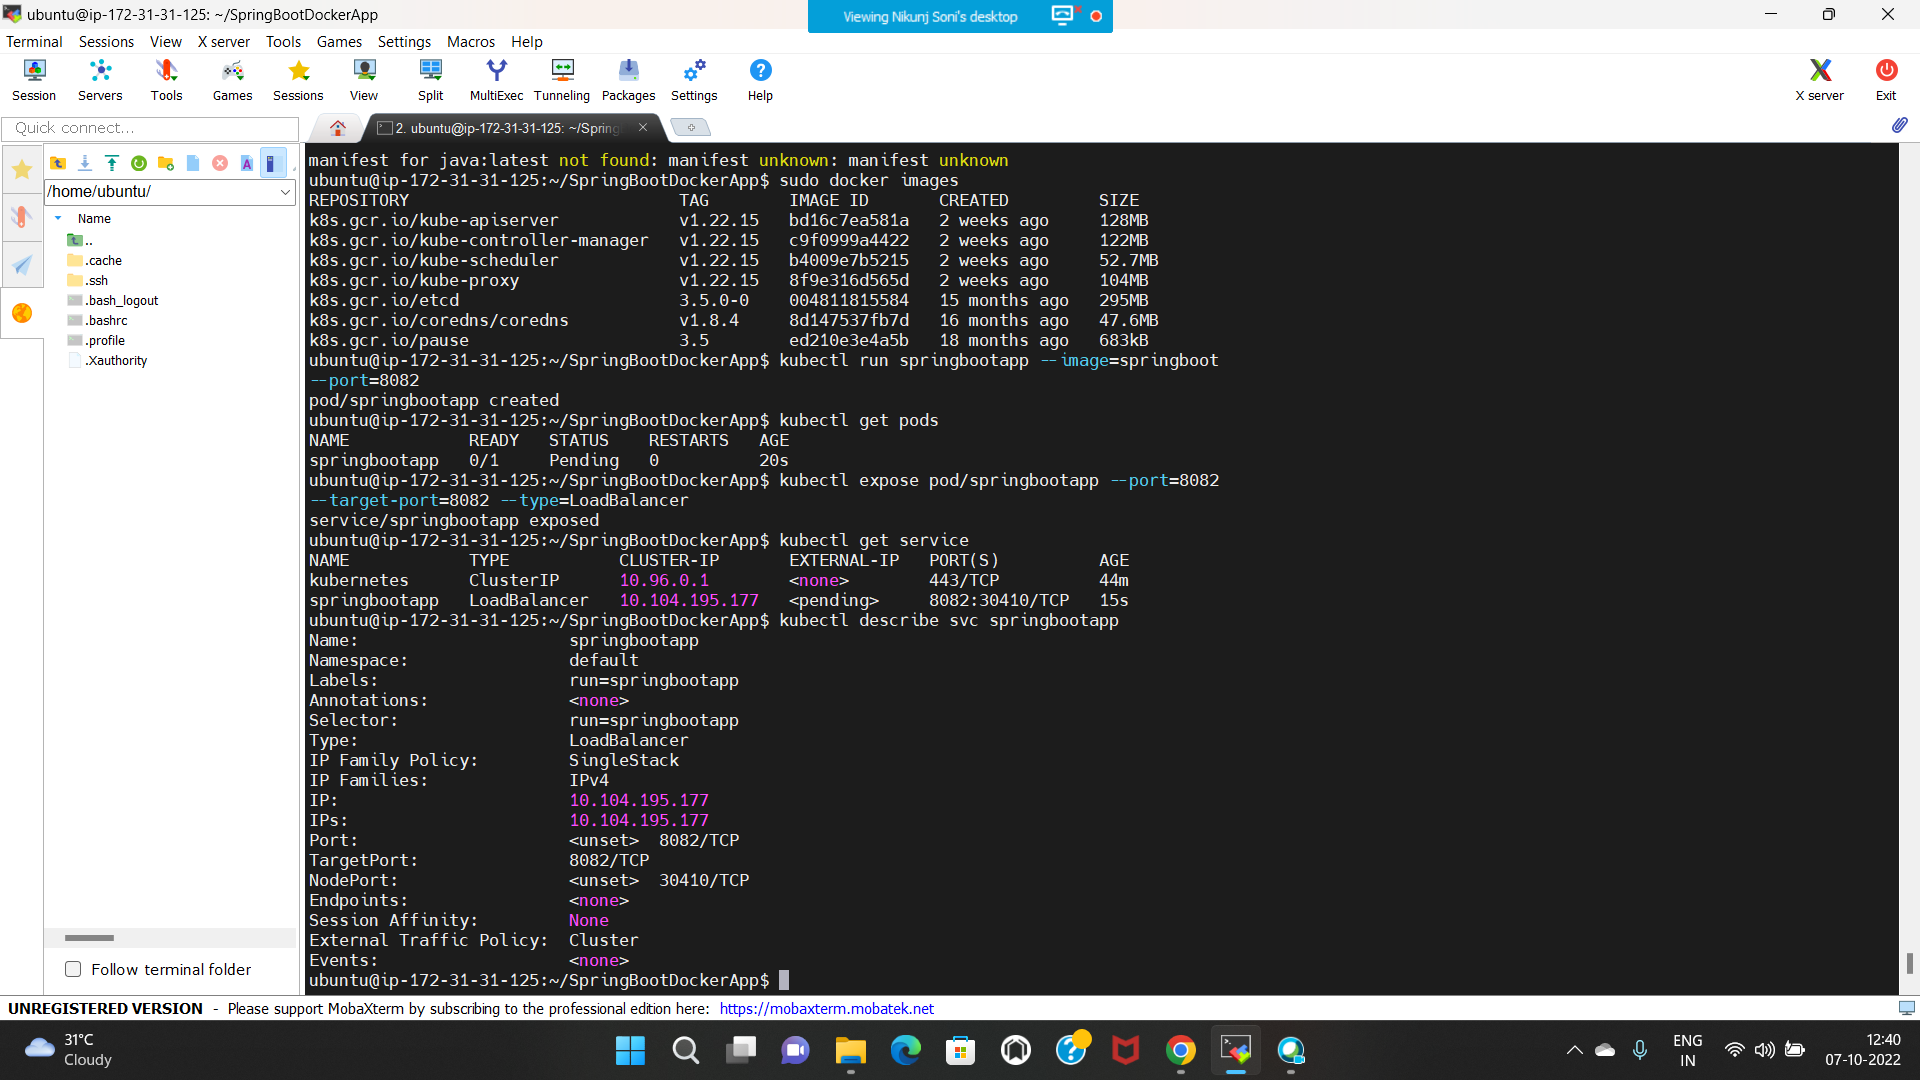 ubuntu@ip-172-31-31-125: ~/SpringBootDockerApp
Viewing Nikunj Soni's desktop
Terminal Sessions View X server Tools Games Settings Macros Help
Session Servers Tools Games Sessions View Split MultiExec Tunneling Packages Settings Help X server Exit
Quick connect...
2. ubuntu@ip-172-31-31-125: ~/Spring
/home/ubuntu/
Name
..
.cache
.ssh
.bash_logout
.bashrc
.profile
.Xauthority
Follow terminal folder
manifest for java:latest not found: manifest unknown: manifest unknown
ubuntu@ip-172-31-31-125:~/SpringBootDockerApp$ sudo docker images
REPOSITORY TAG IMAGE ID CREATED SIZE
k8s.gcr.io/kube-apiserver v1.22.15 bd16c7ea581a 2 weeks ago 128MB
k8s.gcr.io/kube-controller-manager v1.22.15 c9f0999a4422 2 weeks ago 122MB
k8s.gcr.io/kube-scheduler v1.22.15 b4009e7b5215 2 weeks ago 52.7MB
k8s.gcr.io/kube-proxy v1.22.15 8f9e316d565d 2 weeks ago 104MB
k8s.gcr.io/etcd 3.5.0-0 004811815584 15 months ago 295MB
k8s.gcr.io/coredns/coredns v1.8.4 8d147537fb7d 16 months ago 47.6MB
k8s.gcr.io/pause 3.5 ed210e3e4a5b 18 months ago 683kB
ubuntu@ip-172-31-31-125:~/SpringBootDockerApp$ kubectl run springbootapp --image=springboot
--port=8082
pod/springbootapp created
ubuntu@ip-172-31-31-125:~/SpringBootDockerApp$ kubectl get pods
NAME READY STATUS RESTARTS AGE
springbootapp 0/1 Pending 0 20s
ubuntu@ip-172-31-31-125:~/SpringBootDockerApp$ kubectl expose pod/springbootapp --port=8082
--target-port=8082 --type=LoadBalancer
service/springbootapp exposed
ubuntu@ip-172-31-31-125:~/SpringBootDockerApp$ kubectl get service
NAME TYPE CLUSTER-IP EXTERNAL-IP PORT(S) AGE
kubernetes ClusterIP 10.96.0.1 <none> 443/TCP 44m
springbootapp LoadBalancer 10.104.195.177 <pending> 8082:30410/TCP 15s
ubuntu@ip-172-31-31-125:~/SpringBootDockerApp$ kubectl describe svc springbootapp
Name: springbootapp
Namespace: default
Labels: run=springbootapp
Annotations: <none>
Selector: run=springbootapp
Type: LoadBalancer
IP Family Policy: SingleStack
IP Families: IPv4
IP: 10.104.195.177
IPs: 10.104.195.177
Port: <unset> 8082/TCP
TargetPort: 8082/TCP
NodePort: <unset> 30410/TCP
Endpoints: <none>
Session Affinity: None
External Traffic Policy: Cluster
Events: <none>
ubuntu@ip-172-31-31-125:~/SpringBootDockerApp$
UNREGISTERED VERSION - Please support MobaXterm by subscribing to the professional edition here: https://mobaxterm.mobatek.net
31°C
Cloudy
ENG
IN
12:40
07-10-2022